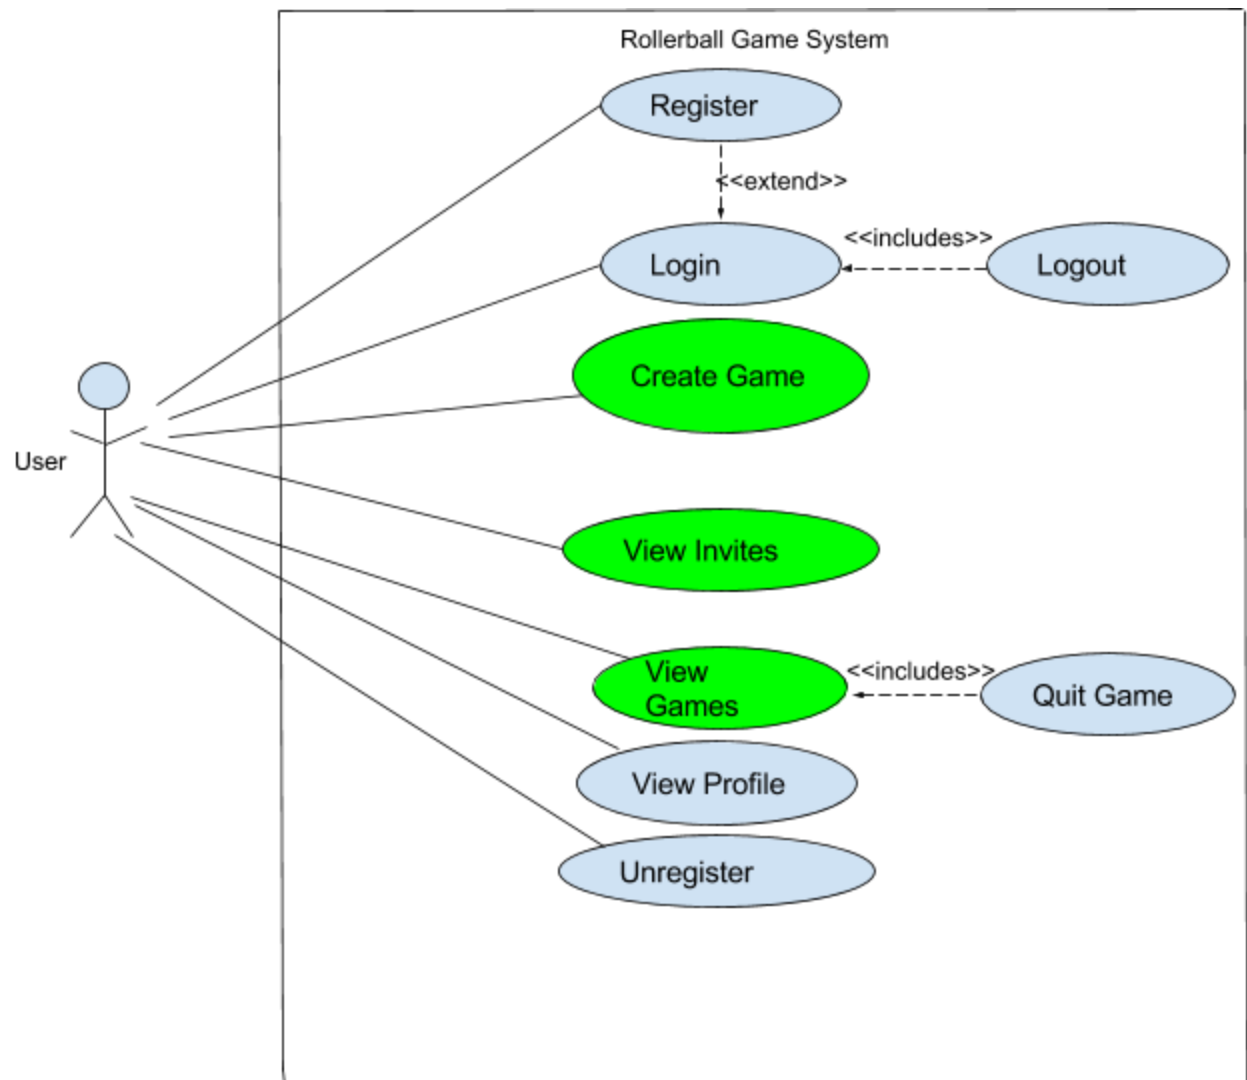 Rollerball Game System
Register
<<extend>>
Login
<<includes>>
Logout
Create Game
User
View Invites
View
Games
<<includes>>
Quit Game
View Profile
Unregister